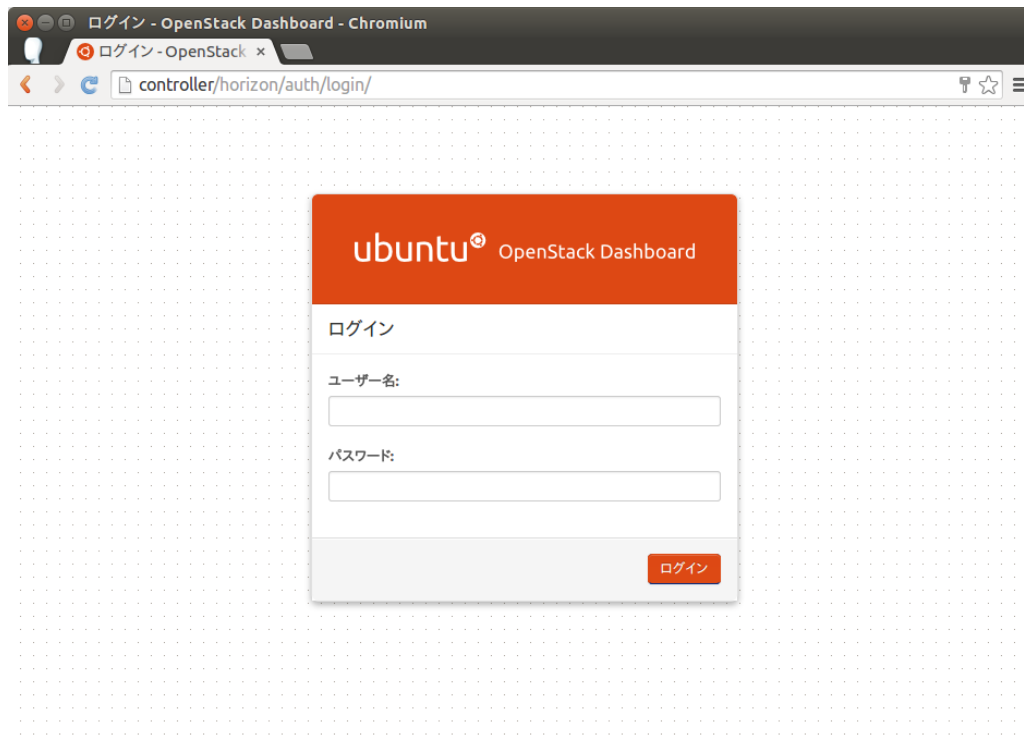 ログイン - OpenStack Dashboard - Chromium
ログイン - OpenStack
controller/horizon/auth/login/
ubuntu OpenStack Dashboard
ログイン
ユーザー名:
パスワード:
ログイン